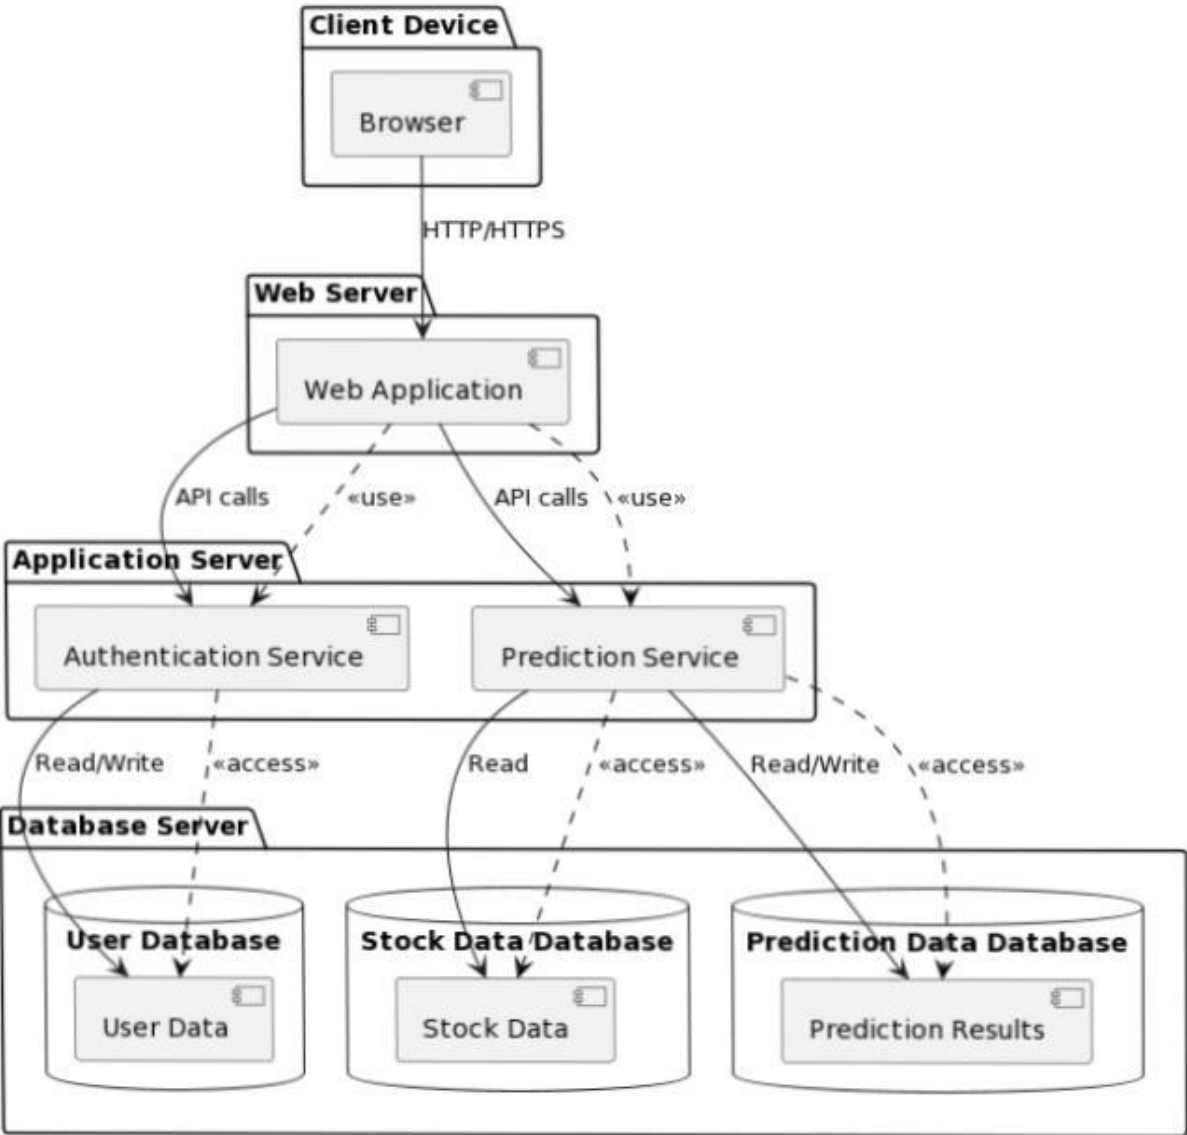 Client Device
Browser
HTTP/HTTPS
Web Server
Web Application
API calls
«use»
API calls
«use»
Application Server
Authentication Service
Prediction Service
Read/Write
«access»
Read
«access»
Read/Write
«access»
Database Server
User Database
Stock Data Database
Prediction Data Database
User Data
Stock Data
Prediction Results